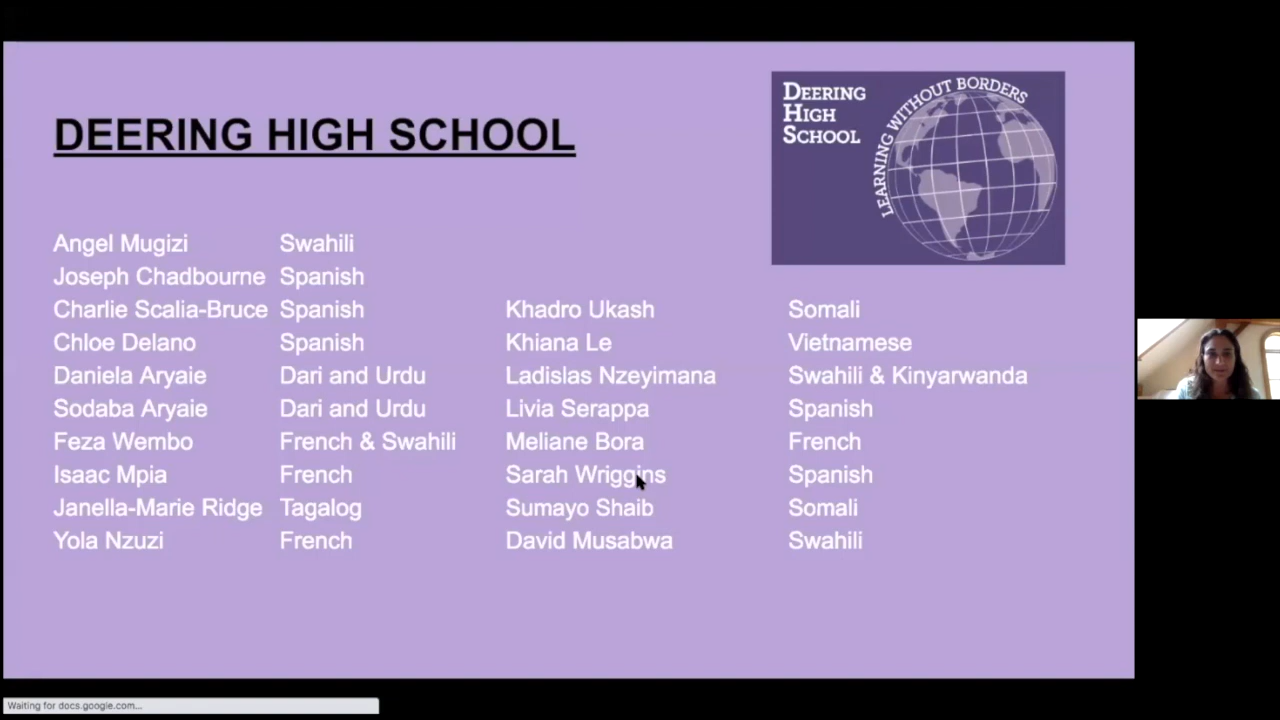 DEERING HIGH SCHOOL
DEERING
HIGH
SCHOOL
LEARNING WITHOUT BORDERS
Angel Mugizi Swahili
Joseph Chadbourne Spanish
Charlie Scalia-Bruce Spanish
Chloe Delano Spanish
Daniela Aryaie Dari and Urdu
Sodaba Aryaie Dari and Urdu
Feza Wembo French & Swahili
Isaac Mpia French
Janella-Marie Ridge Tagalog
Yola Nzuzi French
Khadro Ukash Somali
Khiana Le Vietnamese
Ladislas Nzeyimana Swahili & Kinyarwanda
Livia Serappa Spanish
Meliane Bora French
Sarah Wriggins Spanish
Sumayo Shaib Somali
David Musabwa Swahili
Waiting for docs.google.com...